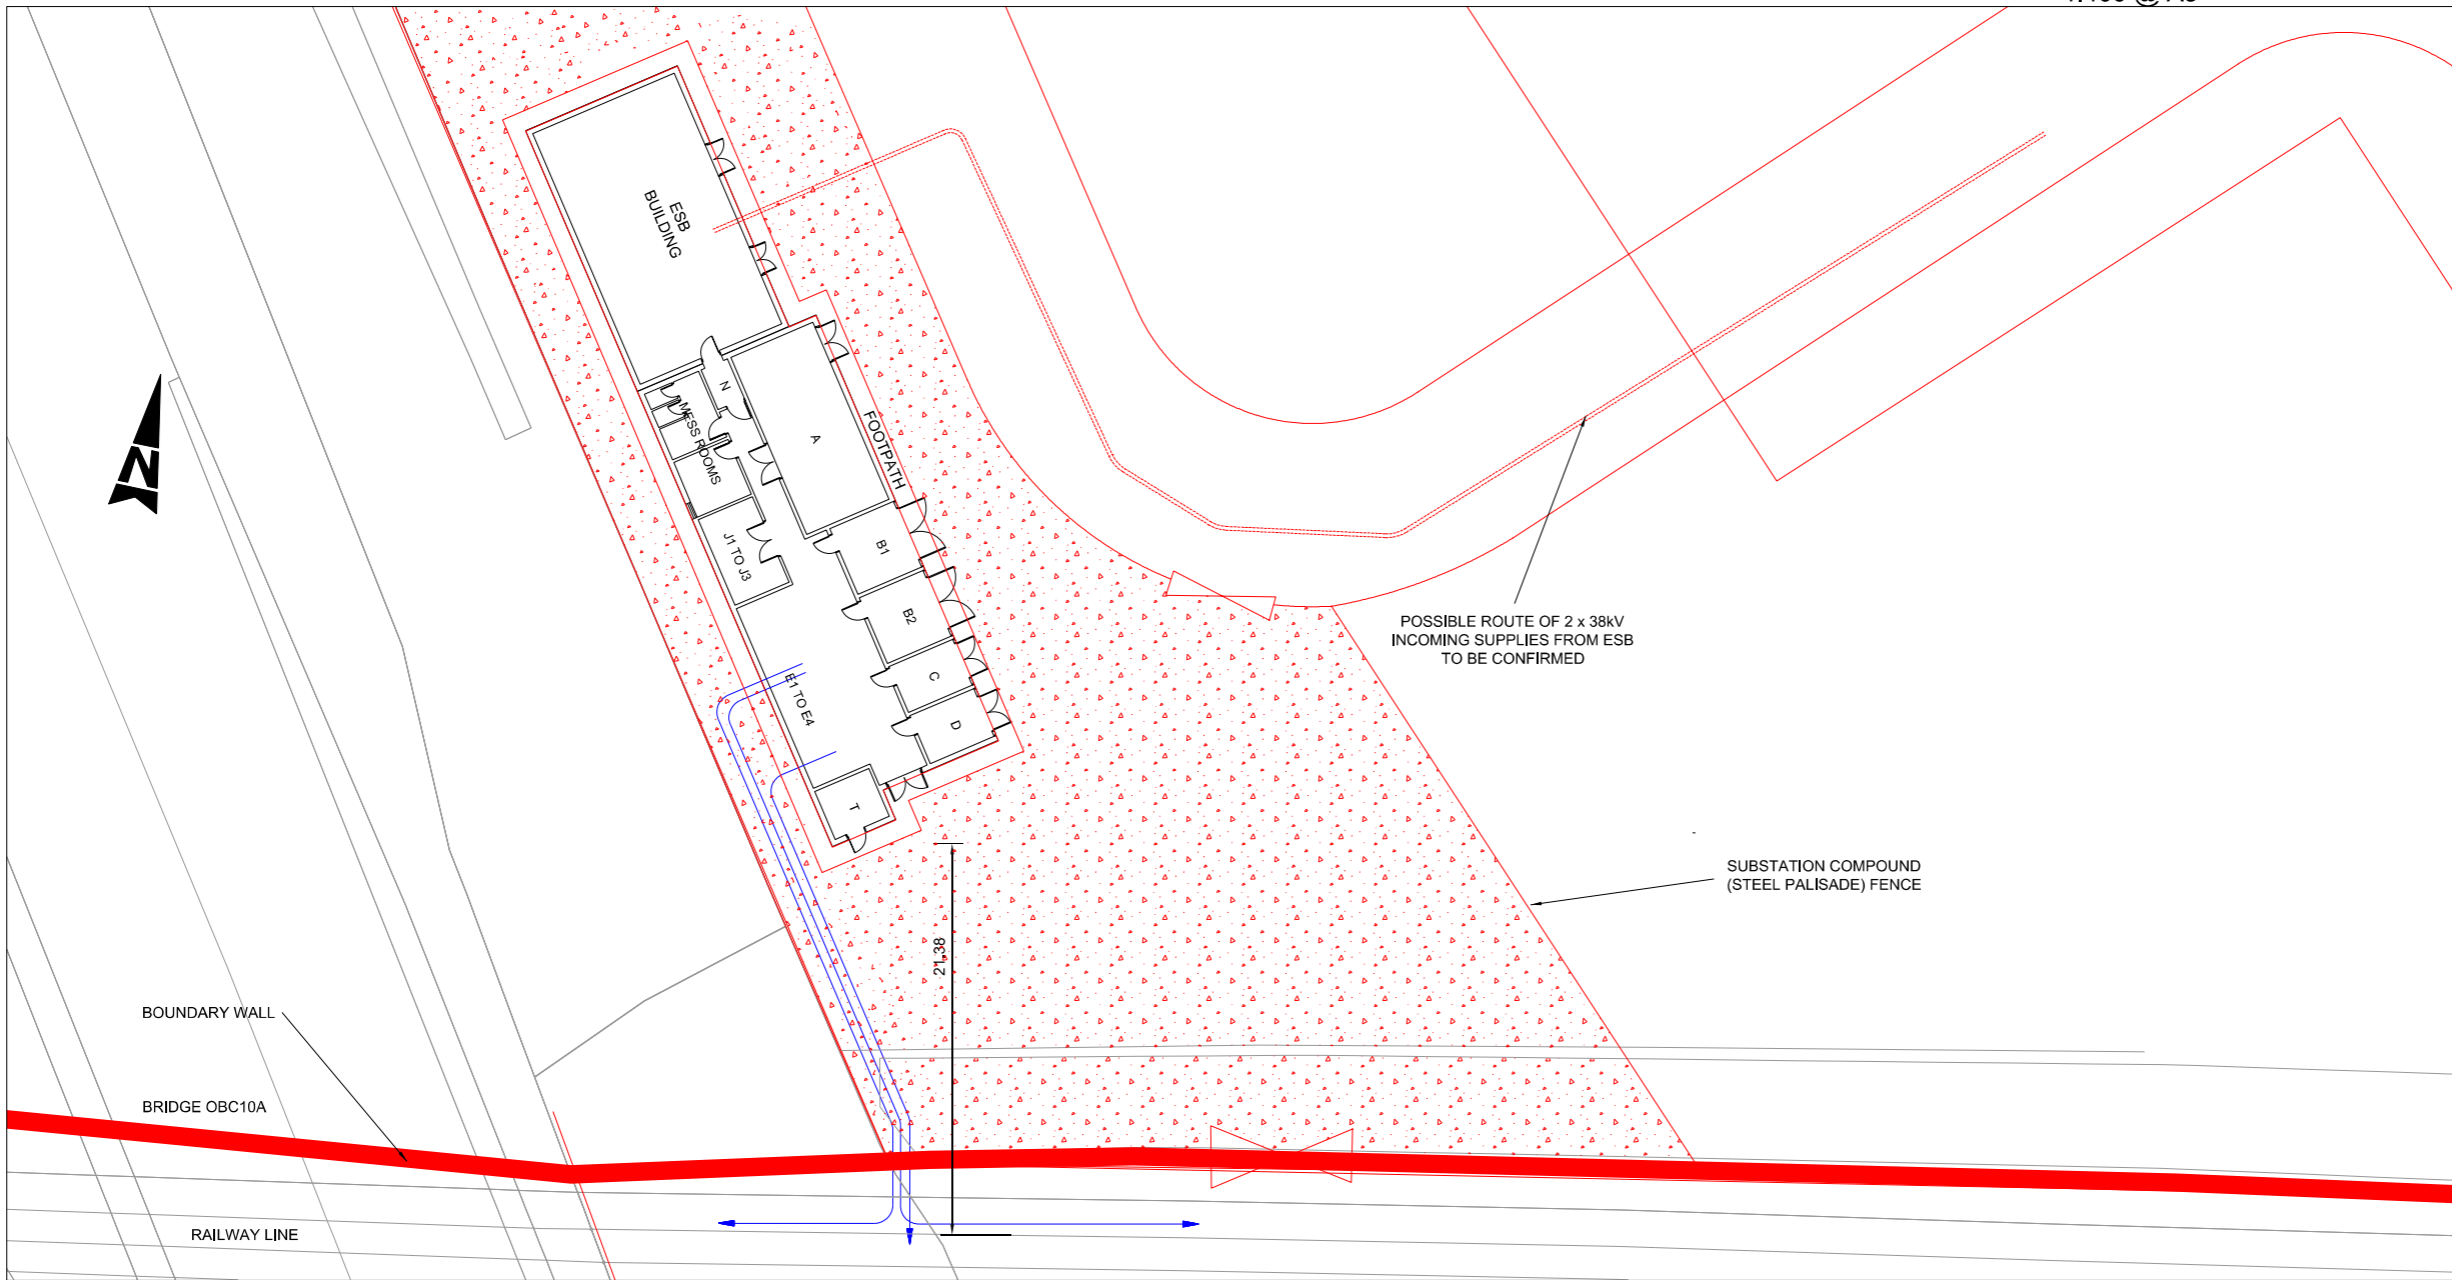 ESB
BUILDING
N
MESS ROOMS
A
FOOTPATH
J1 TO J3
B1
B2
C
D
E1 TO E4
T
N
POSSIBLE ROUTE OF 2 x 38kV
INCOMING SUPPLIES FROM ESB
TO BE CONFIRMED
SUBSTATION COMPOUND
(STEEL PALISADE) FENCE
21.38
BOUNDARY WALL
BRIDGE OBC10A
RAILWAY LINE